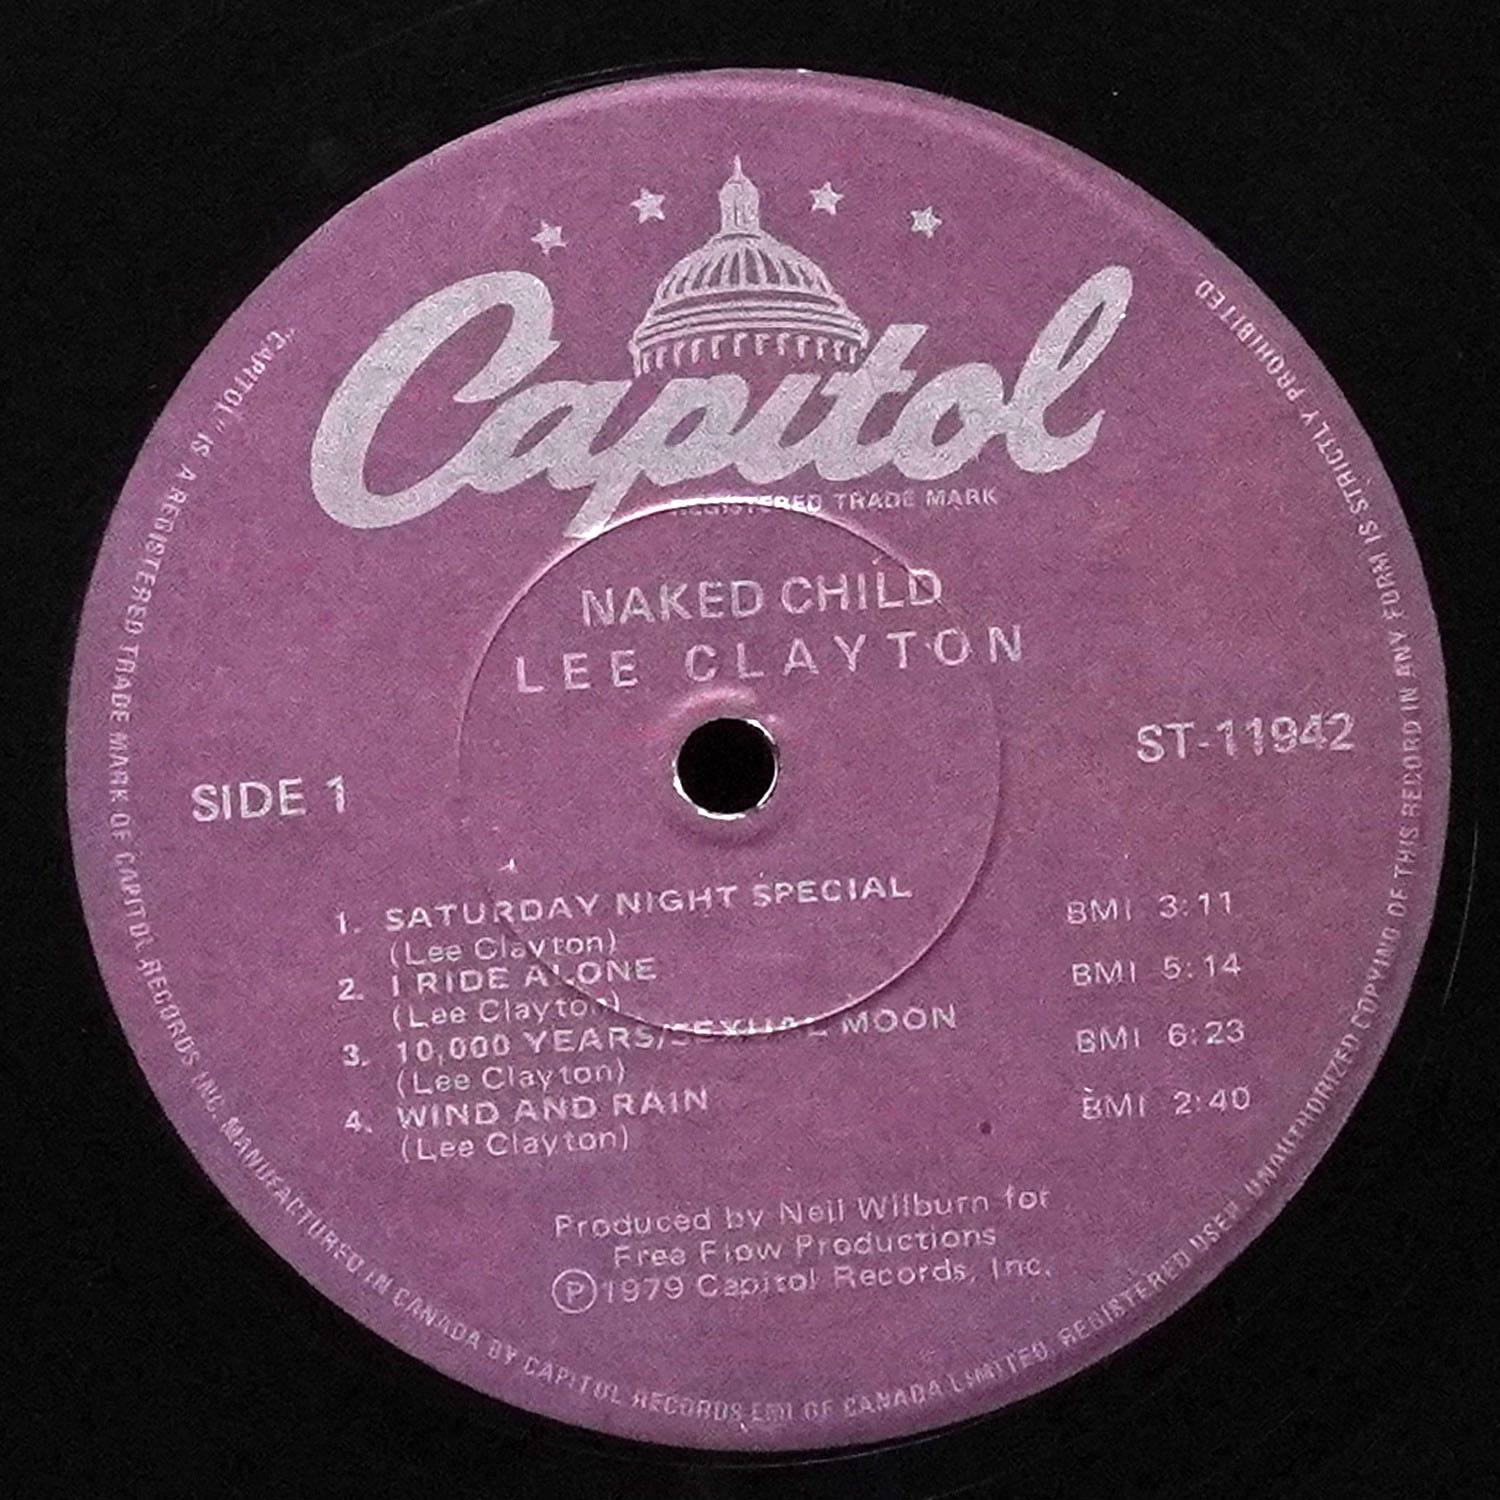 Capitol
REGISTERED TRADE MARK
NAKED CHILD
LEE CLAYTON
ST-11942
SIDE 1
1. SATURDAY NIGHT SPECIAL BMI 3:11
(Lee Clayton)
2. I RIDE ALONE BMI 5:14
(Lee Clayton)
3. 10,000 YEARS/SEXUAL MOON BMI 6:23
(Lee Clayton)
4. WIND AND RAIN BMI 2:40
(Lee Clayton)
Produced by Neil Wilburn for
Free Flow Productions
Ⓟ1979 Capitol Records, Inc.
"CAPITOL" IS A REGISTERED TRADE MARK OF CAPITOL RECORDS INC. MANUFACTURED IN CANADA BY CAPITOL RECORDS-EMI OF CANADA LIMITED, REGISTERED USER. UNAUTHORIZED COPYING OF THIS RECORD IN ANY FORM IS STRICTLY PROHIBITED